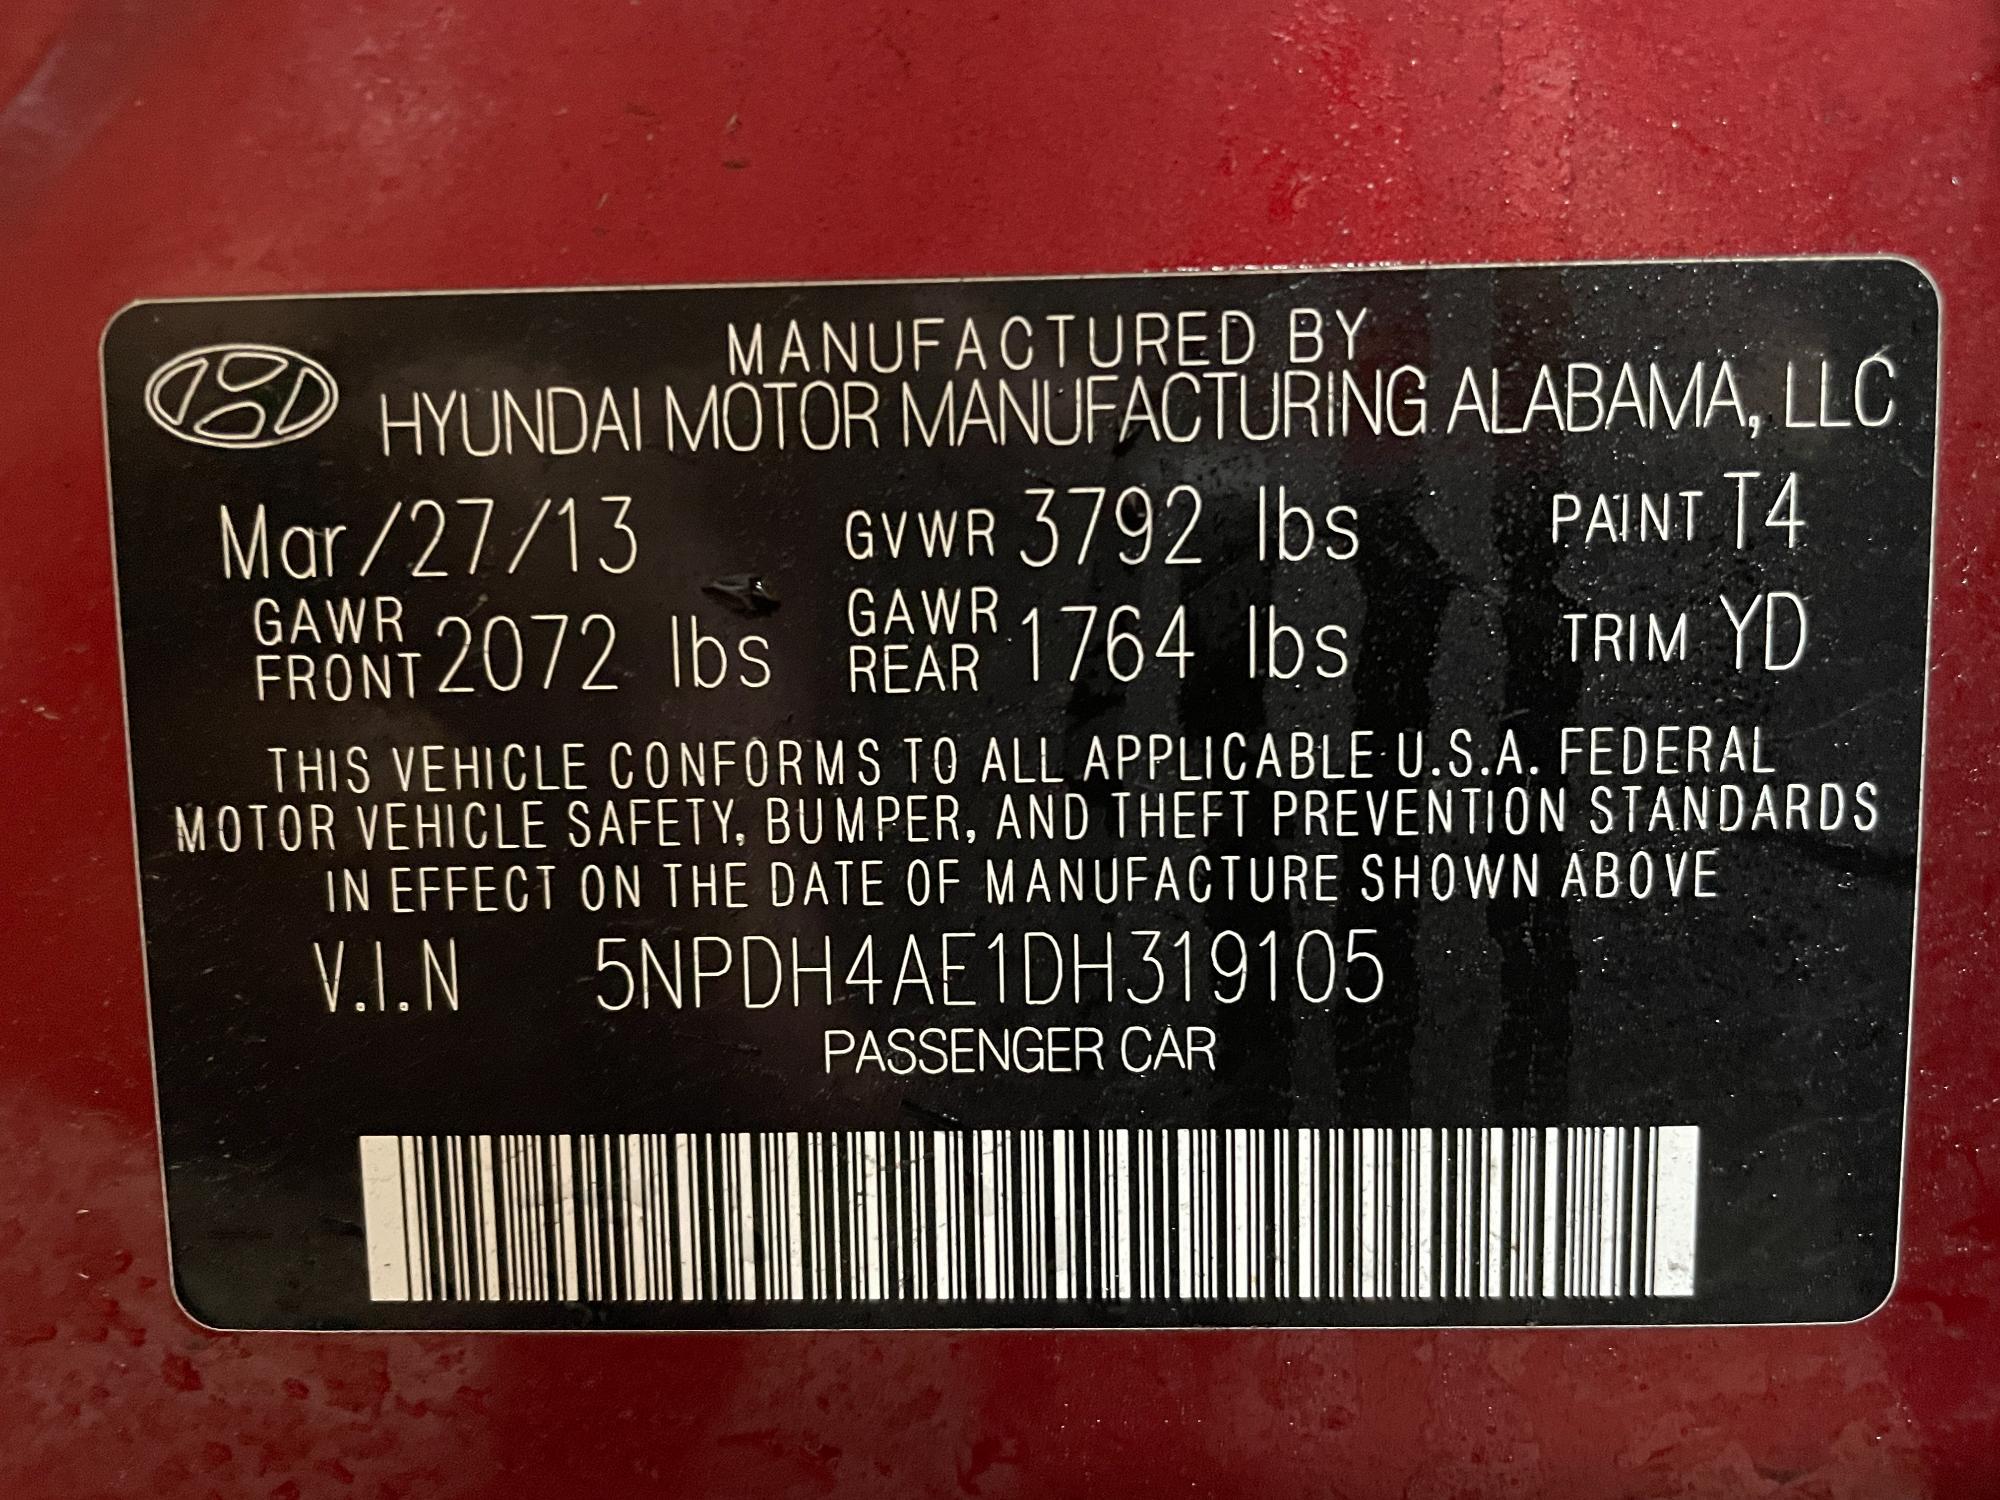 MANUFACTURED BY
HYUNDAI MOTOR MANUFACTURING ALABAMA, LLC
Mar/27/13 GVWR 3792 lbs PAINT T4
GAWR FRONT 2072 lbs GAWR REAR 1764 lbs TRIM YD
THIS VEHICLE CONFORMS TO ALL APPLICABLE U.S.A. FEDERAL
MOTOR VEHICLE SAFETY, BUMPER, AND THEFT PREVENTION STANDARDS
IN EFFECT ON THE DATE OF MANUFACTURE SHOWN ABOVE
V.I.N 5NPDH4AE1DH319105
PASSENGER CAR